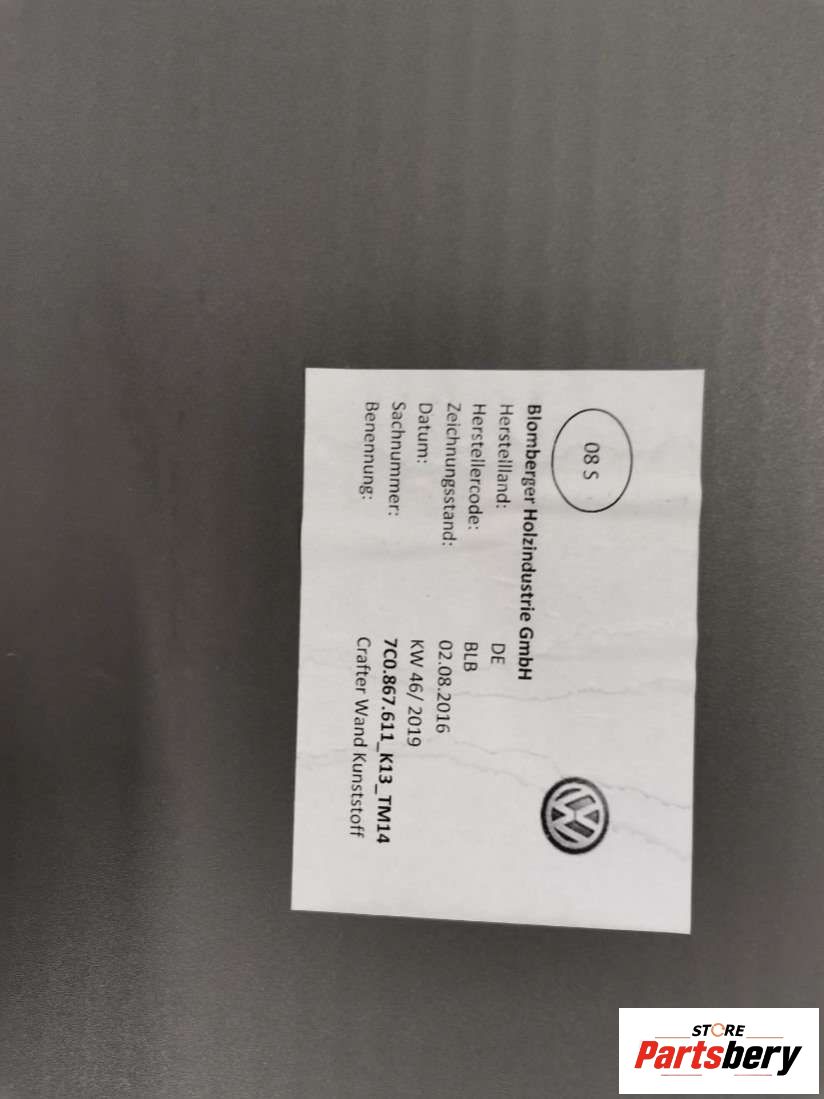 08 S
Blomberger Holzindustrie GmbH
Herstellland: DE
Herstellercode: BLB
Zeichnungsstand: 02.08.2016
Datum: KW 46/ 2019
Sachnummer: 7C0.867.611_K13_TM14
Benennung: Crafter Wand Kunststoff
STORE
Partsbery